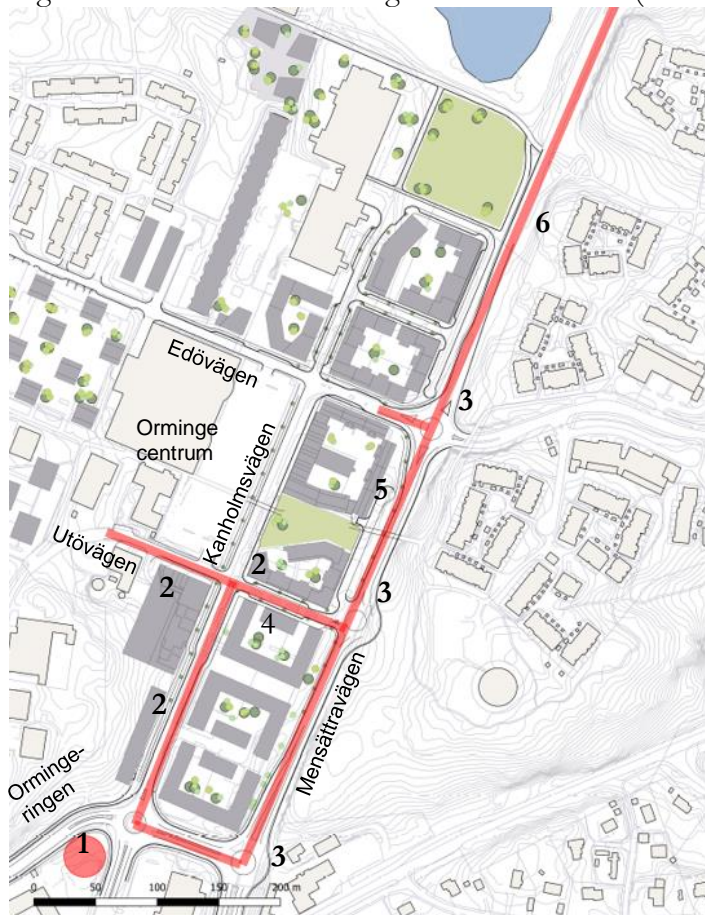 6
Edövägen
3
Orminge
centrum
Kanholmsvägen
5
Utövägen
2
2
3
4
2
Mensättravägen
Orminge-
ringen
1
3
0 50 100 150 200 m